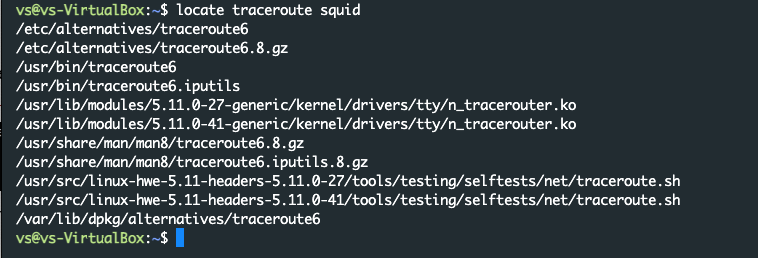 vs@vs-VirtualBox:~$ locate traceroute squid
/etc/alternatives/traceroute6
/etc/alternatives/traceroute6.8.gz
/usr/bin/traceroute6
/usr/bin/traceroute6.iputils
/usr/lib/modules/5.11.0-27-generic/kernel/drivers/tty/n_tracerouter.ko
/usr/lib/modules/5.11.0-41-generic/kernel/drivers/tty/n_tracerouter.ko
/usr/share/man/man8/traceroute6.8.gz
/usr/share/man/man8/traceroute6.iputils.8.gz
/usr/src/linux-hwe-5.11-headers-5.11.0-27/tools/testing/selftests/net/traceroute.sh
/usr/src/linux-hwe-5.11-headers-5.11.0-41/tools/testing/selftests/net/traceroute.sh
/var/lib/dpkg/alternatives/traceroute6
vs@vs-VirtualBox:~$